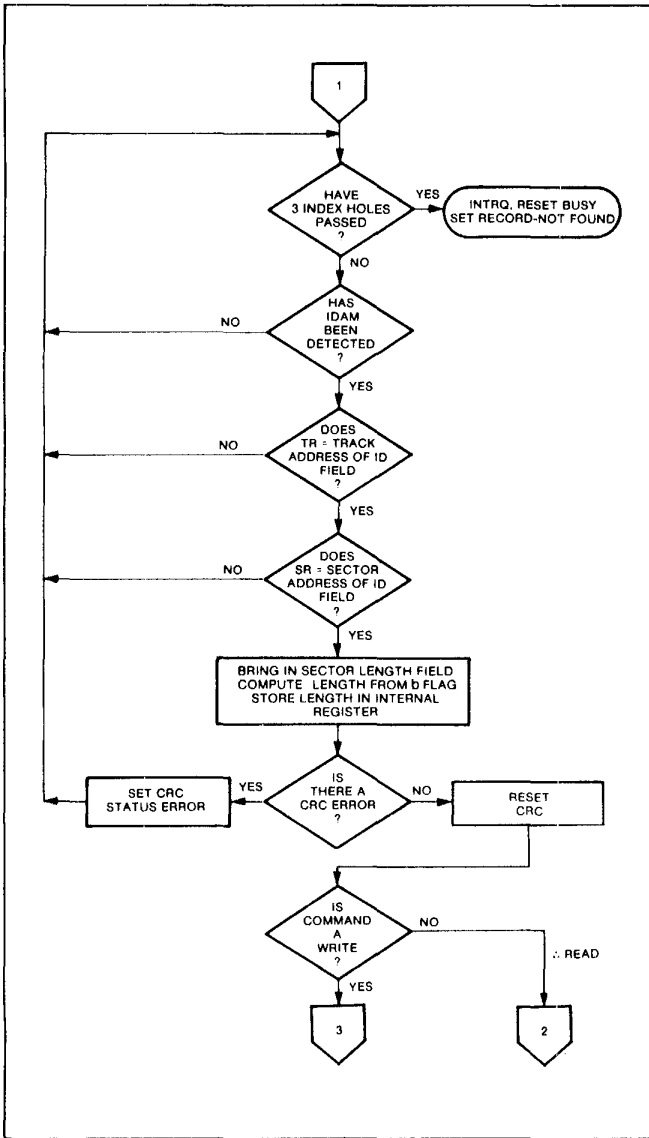 1
HAVE
3 INDEX HOLES
PASSED
?
YES
INTRQ, RESET BUSY
SET RECORD-NOT FOUND
NO
HAS
IDAM
BEEN
DETECTED
?
NO
YES
DOES
TR = TRACK
ADDRESS OF ID
FIELD
?
NO
YES
DOES
SR = SECTOR
ADDRESS OF ID
FIELD
?
NO
YES
BRING IN SECTOR LENGTH FIELD
COMPUTE LENGTH FROM b FLAG
STORE LENGTH IN INTERNAL
REGISTER
IS
THERE A
CRC ERROR
?
YES
SET CRC
STATUS ERROR
NO
RESET
CRC
IS
COMMAND
A
WRITE
?
NO
∴ READ
YES
3
2